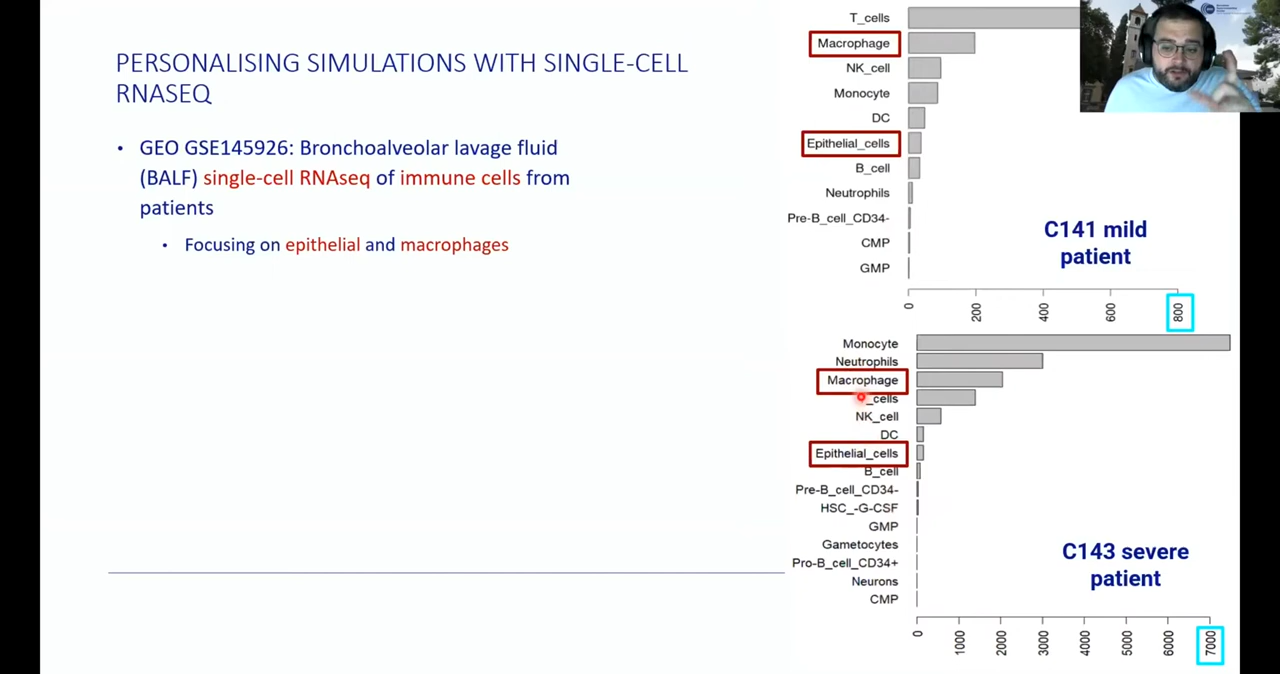 PERSONALISING SIMULATIONS WITH SINGLE-CELL
RNASEQ
• GEO GSE145926: Bronchoalveolar lavage fluid
(BALF) single-cell RNAseq of immune cells from
patients
• Focusing on epithelial and macrophages
T_cells
Macrophage
NK_cell
Monocyte
DC
Epithelial_cells
B_cell
Neutrophils
Pre-B_cell_CD34-
CMP
GMP
C141 mild
patient
0
200
400
600
800
Monocyte
Neutrophils
Macrophage
_cells
NK_cell
DC
Epithelial_cells
B_cell
Pre-B_cell_CD34-
HSC_-G-CSF
GMP
Gametocytes
Pro-B_cell_CD34+
Neurons
CMP
C143 severe
patient
0
1000
2000
3000
4000
5000
6000
7000